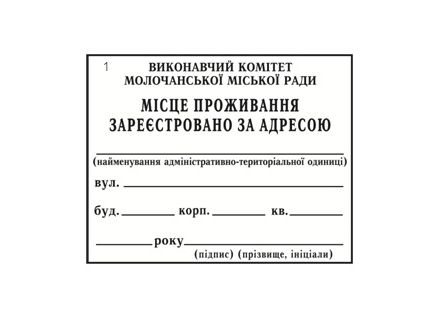 1 ВИКОНАВЧИЙ КОМІТЕТ
МОЛОЧАНСЬКОЇ МІСЬКОЇ РАДИ
МІСЦЕ ПРОЖИВАННЯ
ЗАРЕЄСТРОВАНО ЗА АДРЕСОЮ
(найменування адміністративно-територіальної одиниці)
вул.
буд. корп. кв.
року
(підпис) (прізвище, ініціали)